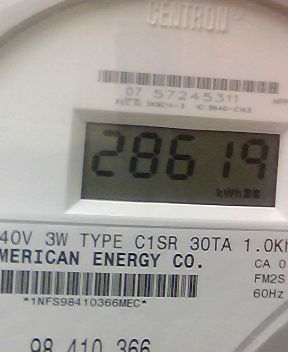 CENTRON®
07 57245311
28619
kWh
40V 3W TYPE C1SR 30TA 1.0Kh
MERICAN ENERGY CO.
CA 0
FM2S
60Hz
*1NFS98410366MEC*
98 410 366